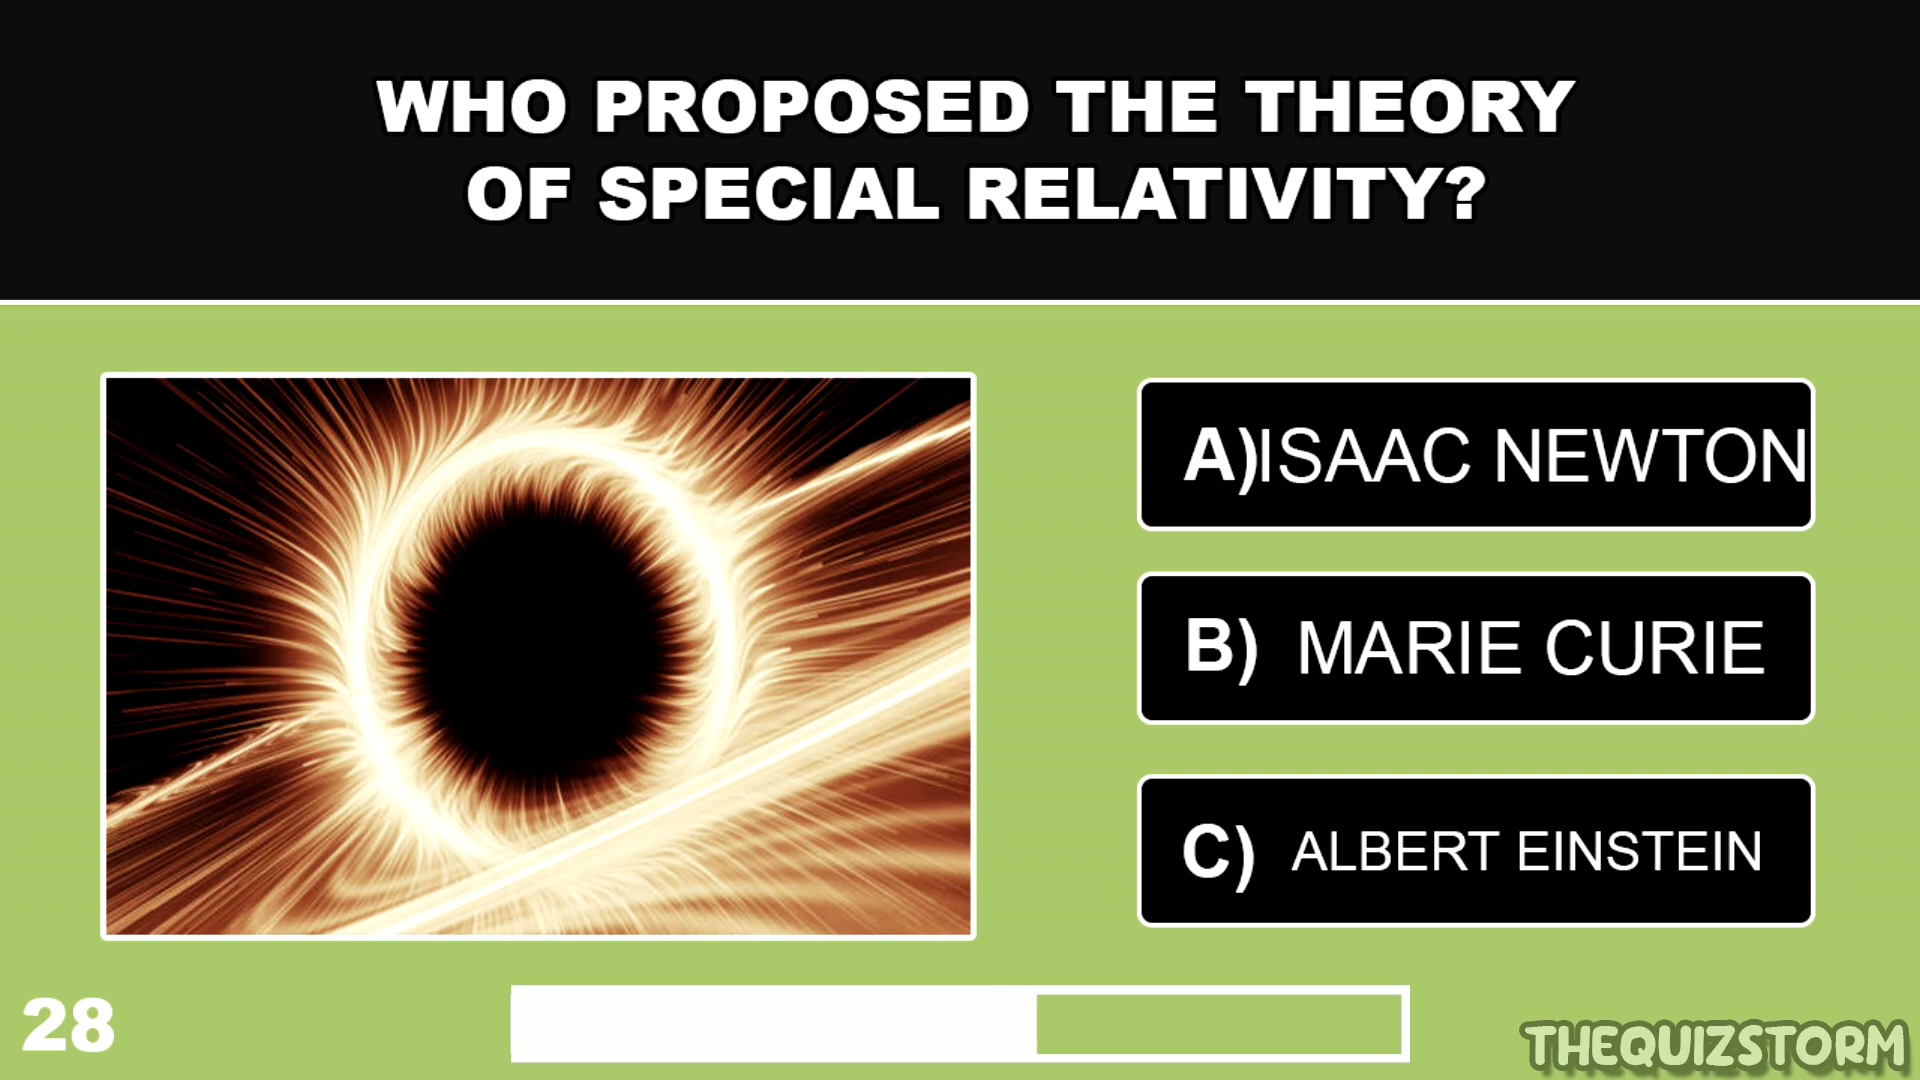 WHO PROPOSED THE THEORY
OF SPECIAL RELATIVITY?
A)ISAAC NEWTON
B) MARIE CURIE
C) ALBERT EINSTEIN
28
THEQUIZSTORM